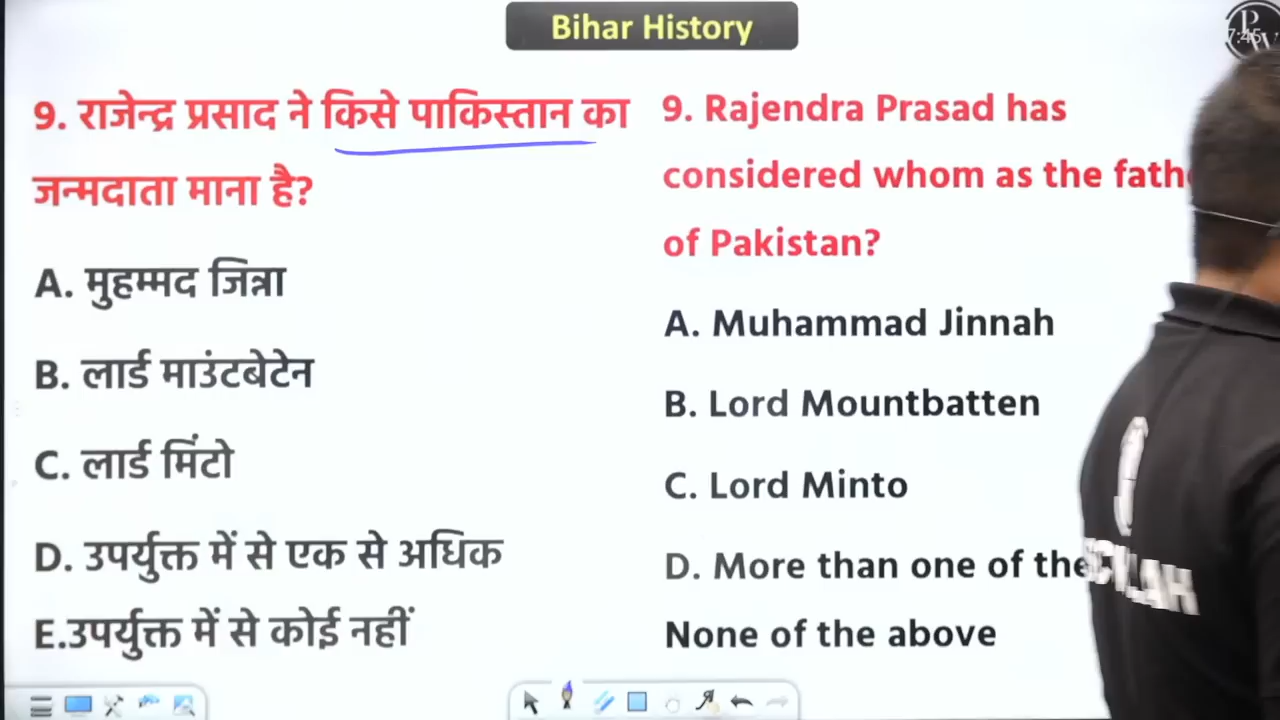 Bihar History
9. राजेन्द्र प्रसाद ने किसे पाकिस्तान का
जन्मदाता माना है?
A. मुहम्मद जिन्ना
B. लार्ड माउंटबेटेन
C. लार्ड मिंटो
D. उपर्युक्त में से एक से अधिक
E.उपर्युक्त में से कोई नहीं
9. Rajendra Prasad has
considered whom as the
of Pakistan?
A. Muhammad Jinnah
B. Lord Mountbatten
C. Lord Minto
D. More than one of the
None of the above